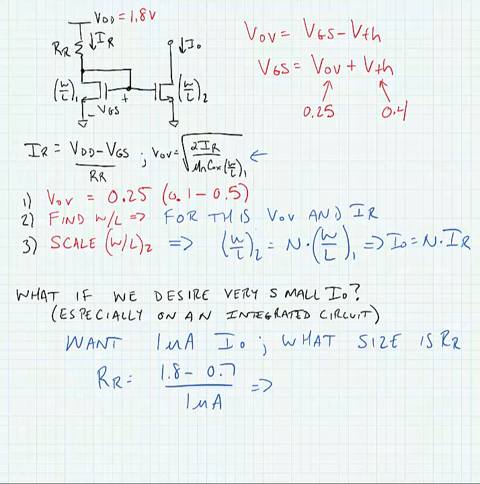 VDD = 1.8V
RR ↓IR ↓Io
(W/L)1 - VGS + (W/L)2
Vov = VGS - Vth
VGS = Vov + Vth
0.25 0.4
IR = (VDD - VGS)/RR ; Vov = √(2IR/(μnCox(W/L)1)) ←
1) Vov = 0.25 (0.1 - 0.5)
2) FIND W/L => FOR THIS Vov AND IR
3) SCALE (W/L)2 => (W/L)2 = N·(W/L)1 => Io = N·IR
WHAT IF WE DESIRE VERY SMALL Io?
(ESPECIALLY ON AN INTEGRATED CIRCUIT)
WANT 1μA Io ; WHAT SIZE IS RR
RR = (1.8 - 0.7)/1μA =>